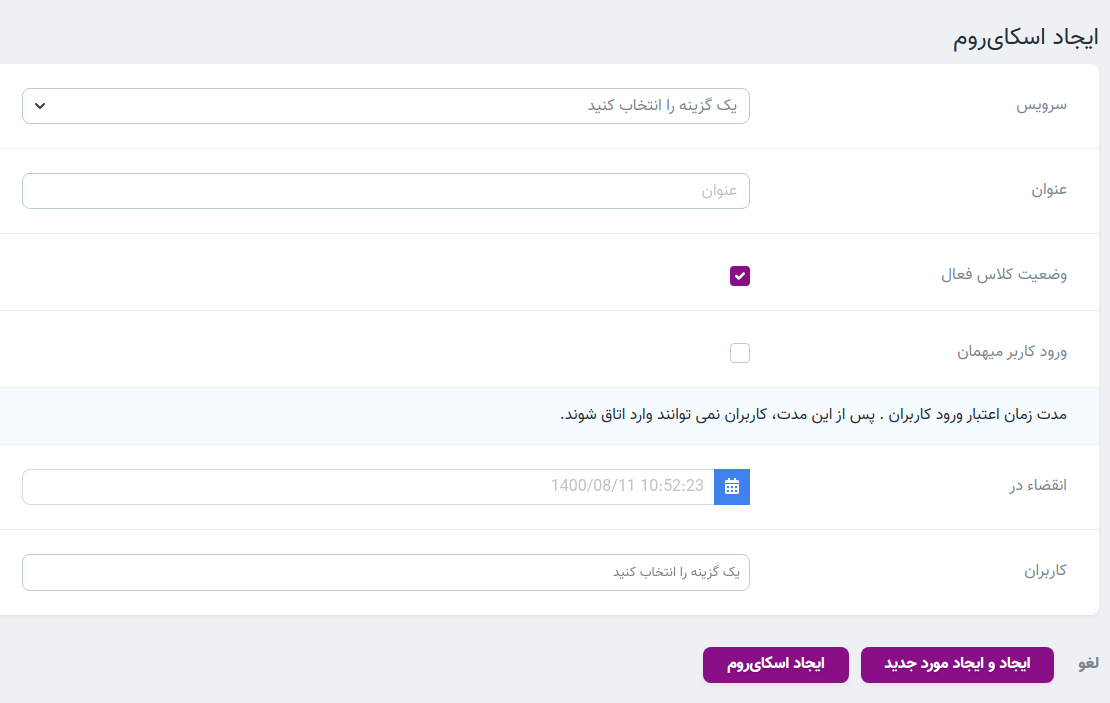 ایجاد اسکای‌روم
سرویس
یک گزینه را انتخاب کنید
عنوان
عنوان
وضعیت کلاس فعال
ورود کاربر میهمان
مدت زمان اعتبار ورود کاربران . پس از این مدت، کاربران نمی توانند وارد اتاق شوند.
انقضاء در
1400/08/11 10:52:23
کاربران
یک گزینه را انتخاب کنید
لغو
ایجاد و ایجاد مورد جدید
ایجاد اسکای‌روم